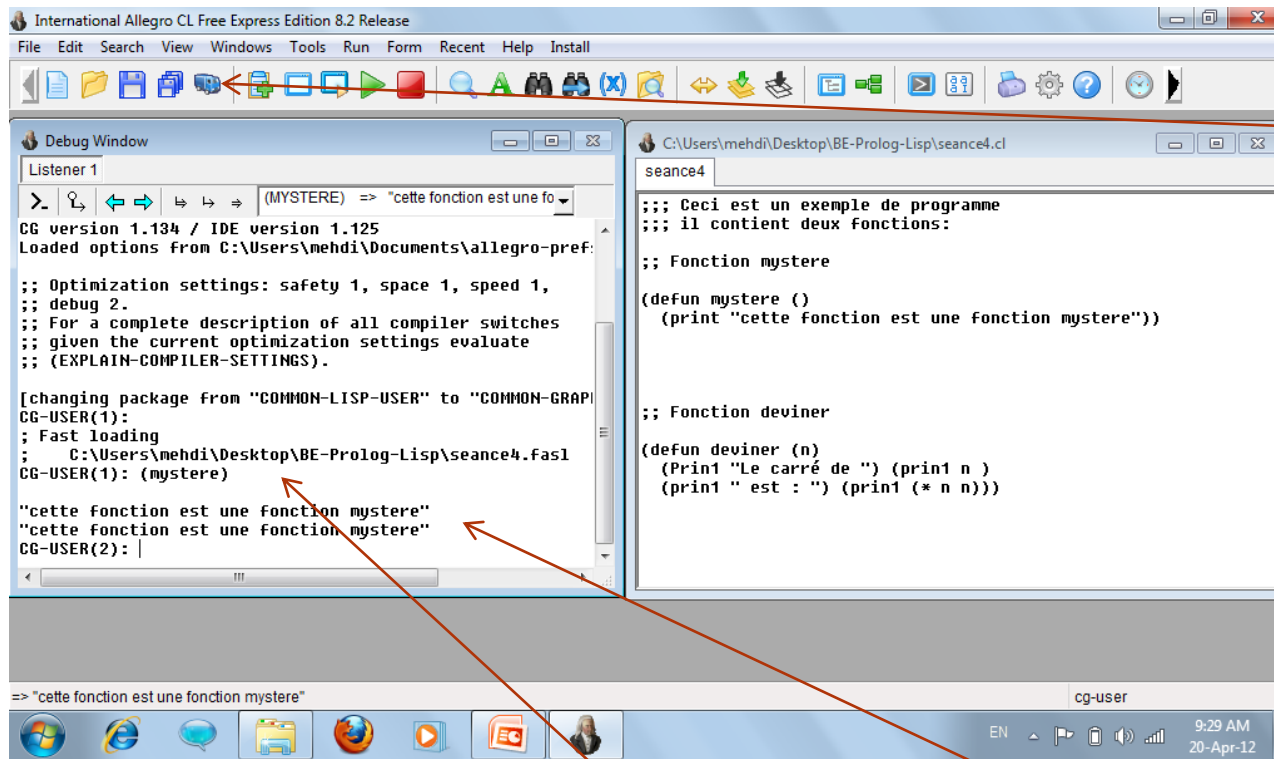 International Allegro CL Free Express Edition 8.2 Release
File Edit Search View Windows Tools Run Form Recent Help Install
Debug Window
Listener 1
(MYSTERE) => "cette fonction est une fo
CG version 1.134 / IDE version 1.125
Loaded options from C:\Users\mehdi\Documents\allegro-pref
;; Optimization settings: safety 1, space 1, speed 1,
;; debug 2.
;; For a complete description of all compiler switches
;; given the current optimization settings evaluate
;; (EXPLAIN-COMPILER-SETTINGS).
[changing package from "COMMON-LISP-USER" to "COMMON-GRAP
CG-USER(1):
; Fast loading
;    C:\Users\mehdi\Desktop\BE-Prolog-Lisp\seance4.fasl
CG-USER(1): (mystere)
"cette fonction est une fonction mystere"
"cette fonction est une fonction mystere"
CG-USER(2):
C:\Users\mehdi\Desktop\BE-Prolog-Lisp\seance4.cl
seance4
;;; Ceci est un exemple de programme
;;; il contient deux fonctions:
;; Fonction mystere
(defun mystere ()
  (print "cette fonction est une fonction mystere"))
;; Fonction deviner
(defun deviner (n)
  (Prin1 "Le carré de ") (prin1 n )
  (prin1 " est : ") (prin1 (* n n)))
=> "cette fonction est une fonction mystere"
cg-user
EN
9:29 AM
20-Apr-12